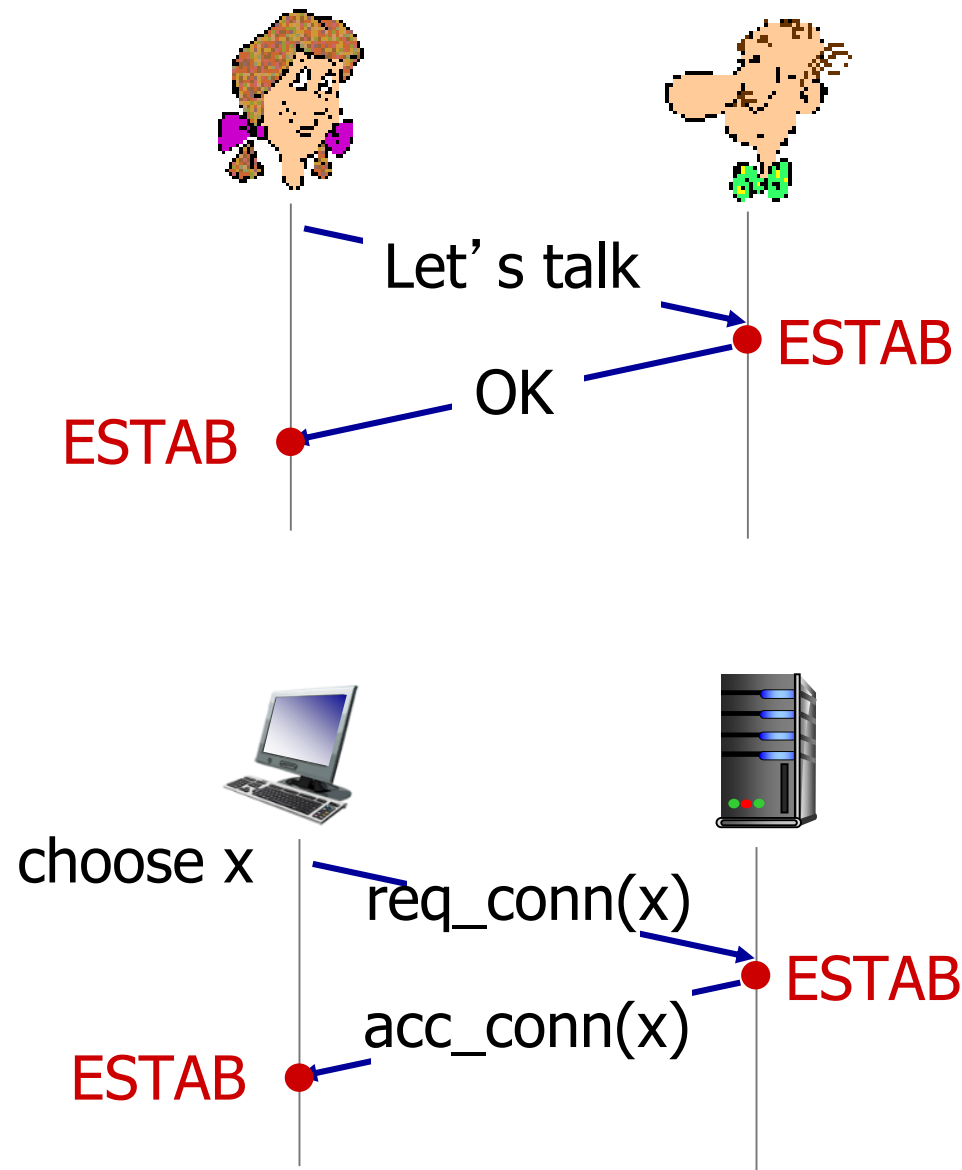 Let’s talk
ESTAB
OK
ESTAB
choose x
req_conn(x)
ESTAB
acc_conn(x)
ESTAB